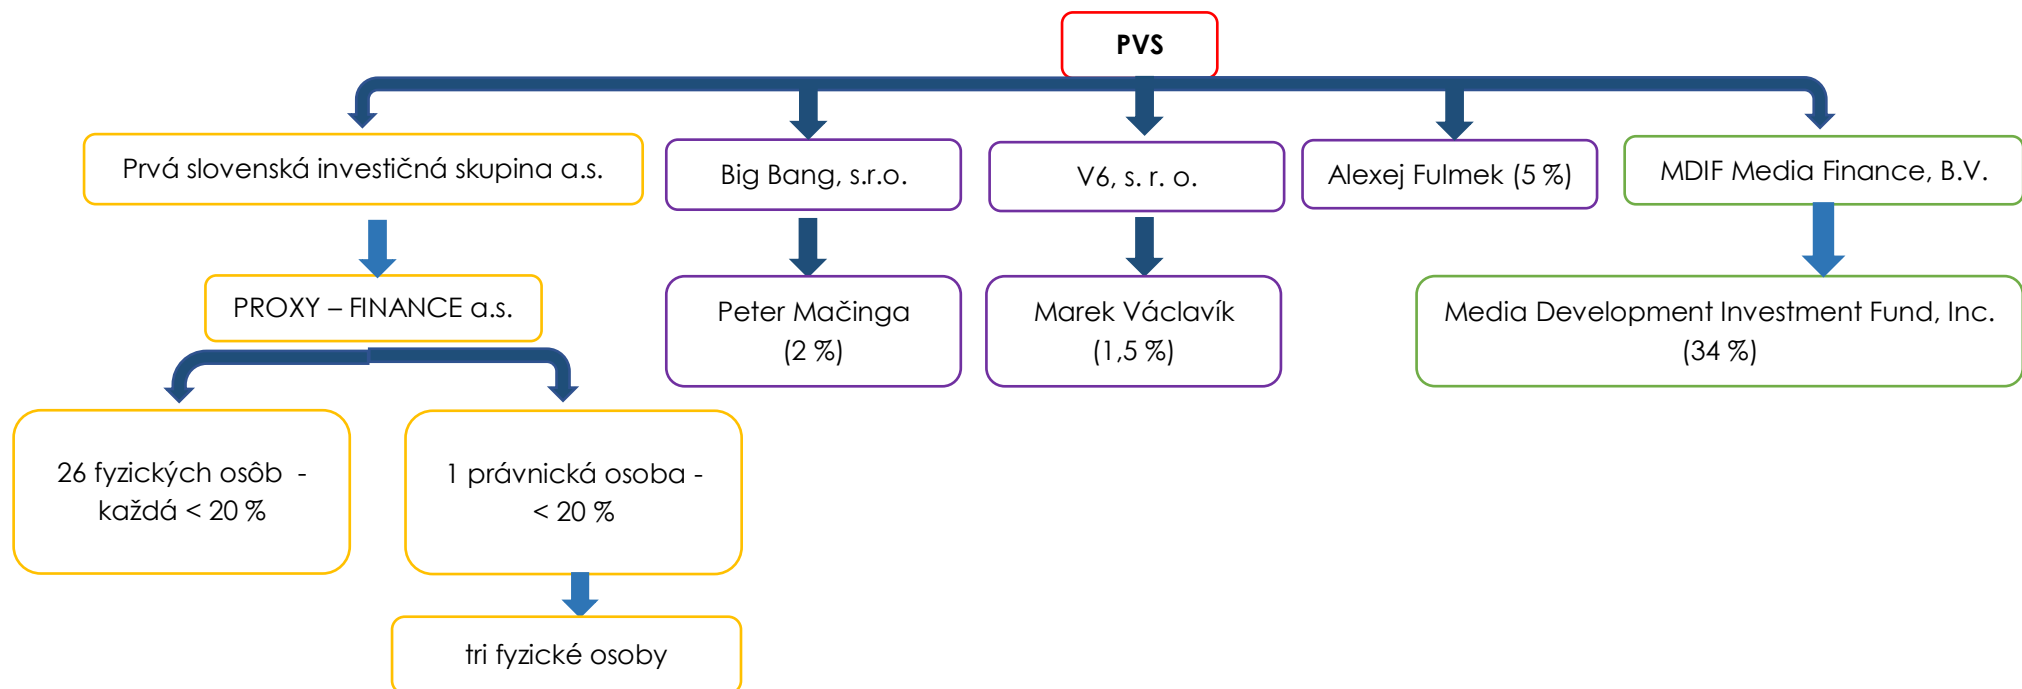 PVS
Prvá slovenská investičná skupina a.s.
Big Bang, s.r.o.
V6, s. r. o.
Alexej Fulmek (5 %)
MDIF Media Finance, B.V.
PROXY – FINANCE a.s.
Peter Mačinga
(2 %)
Marek Václavík
(1,5 %)
Media Development Investment Fund, Inc.
(34 %)
26 fyzických osôb -
každá < 20 %
1 právnická osoba -
< 20 %
tri fyzické osoby